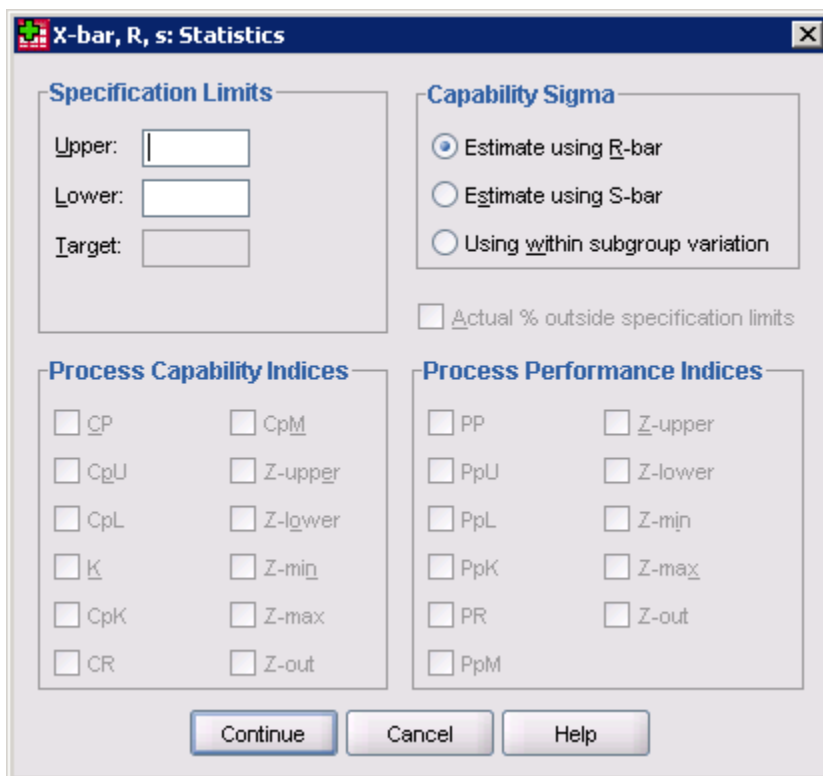 X-bar, R, s: Statistics
Specification Limits
Upper:
Lower:
Target:
Capability Sigma
Estimate using R-bar
Estimate using S-bar
Using within subgroup variation
Actual % outside specification limits
Process Capability Indices
CP
CpU
CpL
K
CpK
CR
CpM
Z-upper
Z-lower
Z-min
Z-max
Z-out
Process Performance Indices
PP
PpU
PpL
PpK
PR
PpM
Z-upper
Z-lower
Z-min
Z-max
Z-out
Continue
Cancel
Help